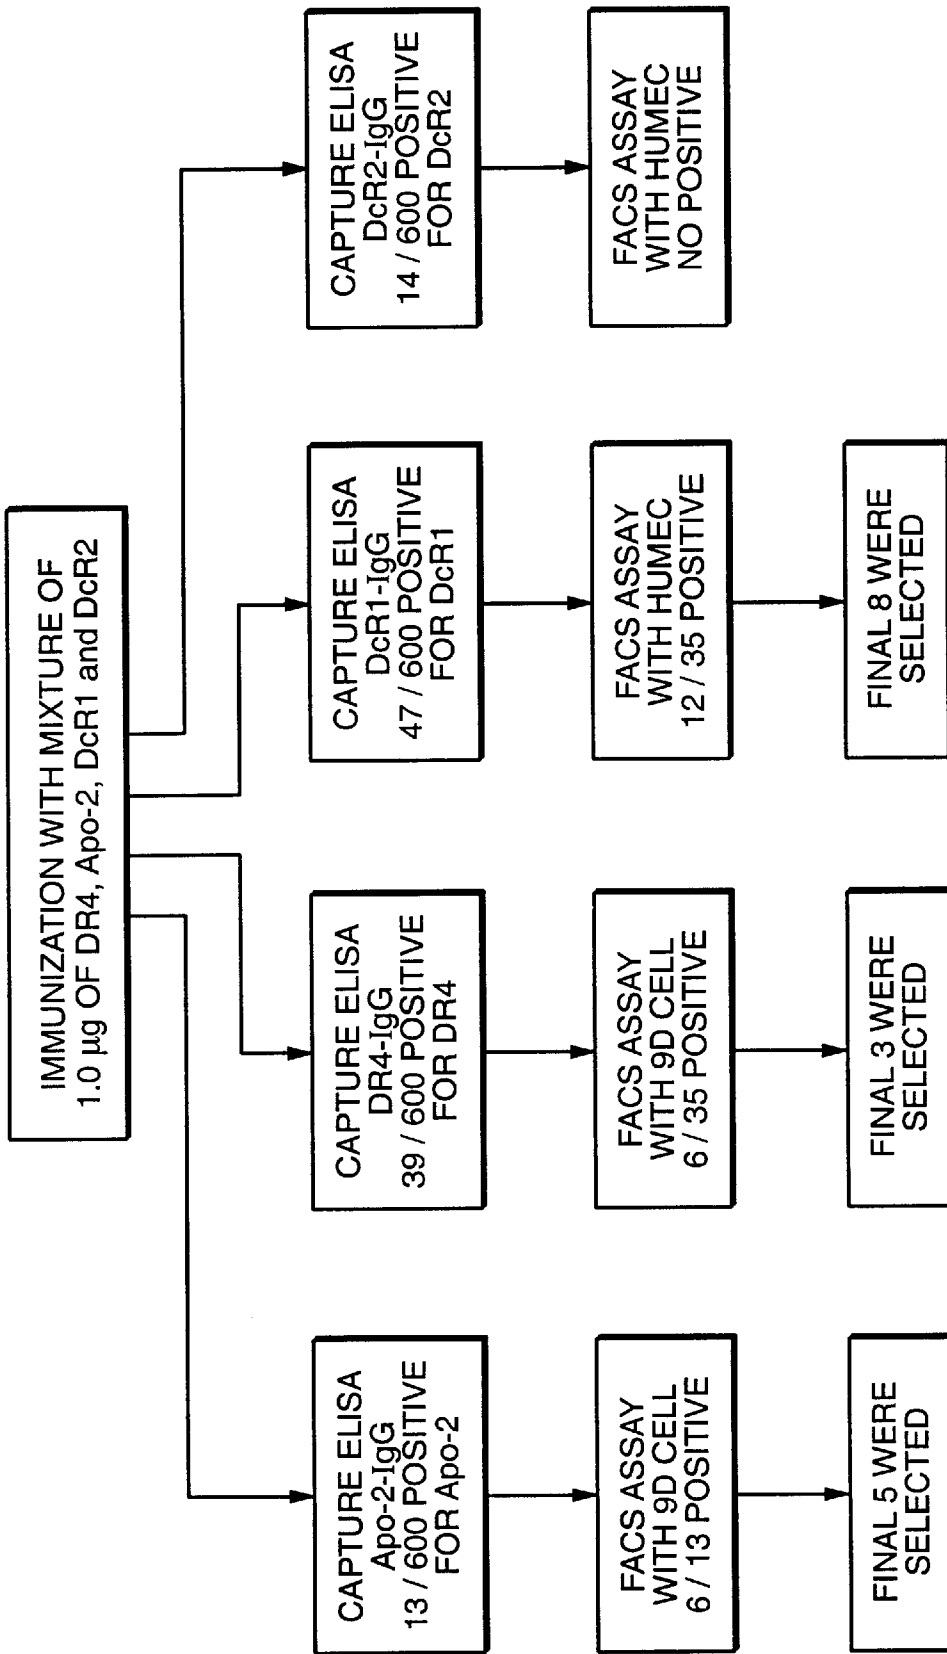 IMMUNIZATION WITH MIXTURE OF
1.0 µg OF DR4, Apo-2, DcR1 and DcR2
CAPTURE ELISA
Apo-2-IgG
13 / 600 POSITIVE
FOR Apo-2
FACS ASSAY
WITH 9D CELL
6 / 13 POSITIVE
FINAL 5 WERE
SELECTED
CAPTURE ELISA
DR4-IgG
39 / 600 POSITIVE
FOR DR4
FACS ASSAY
WITH 9D CELL
6 / 35 POSITIVE
FINAL 3 WERE
SELECTED
CAPTURE ELISA
DcR1-IgG
47 / 600 POSITIVE
FOR DcR1
FACS ASSAY
WITH HUMEC
12 / 35 POSITIVE
FINAL 8 WERE
SELECTED
CAPTURE ELISA
DcR2-IgG
14 / 600 POSITIVE
FOR DcR2
FACS ASSAY
WITH HUMEC
NO POSITIVE